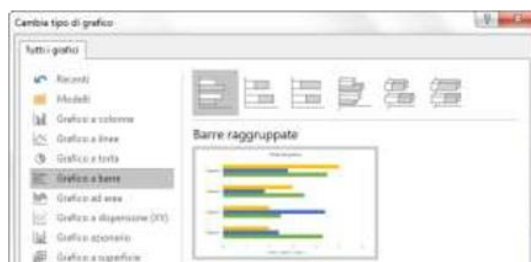 Cambia tipo di grafico
Tutti i grafici
Recenti
Modelli
Grafico a colonne
Grafico a linee
Grafico a torta
Grafico a barre
Grafico ad area
Grafico a dispersione (XY)
Grafico azionario
Grafico a superficie
Barre raggruppate